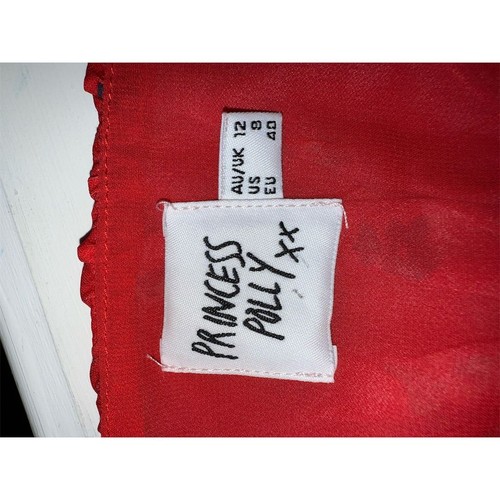 AU/UK 12
US 8
EU 40
PRINCESS
POLLY XX